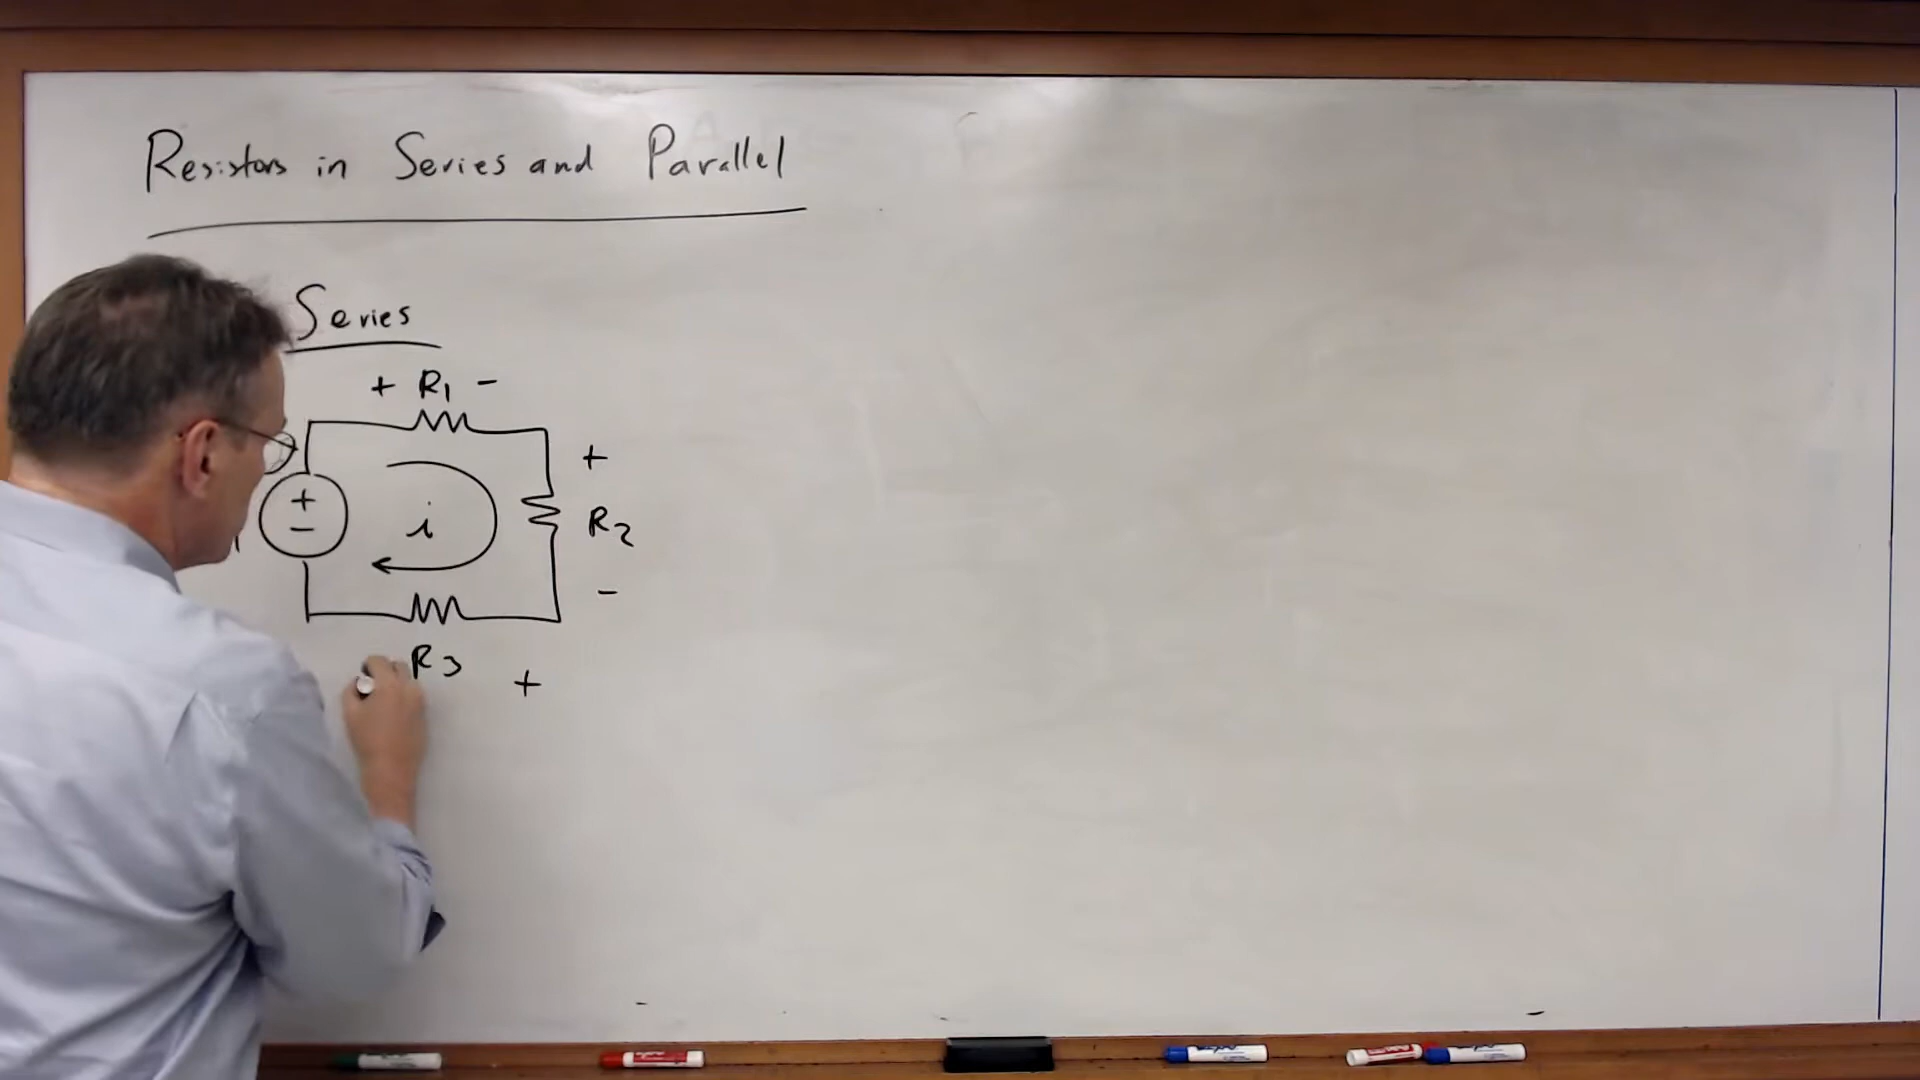 Resistors in Series and Parallel
Series
+ R1 -
+
+
-
i
R2
-
R3
+